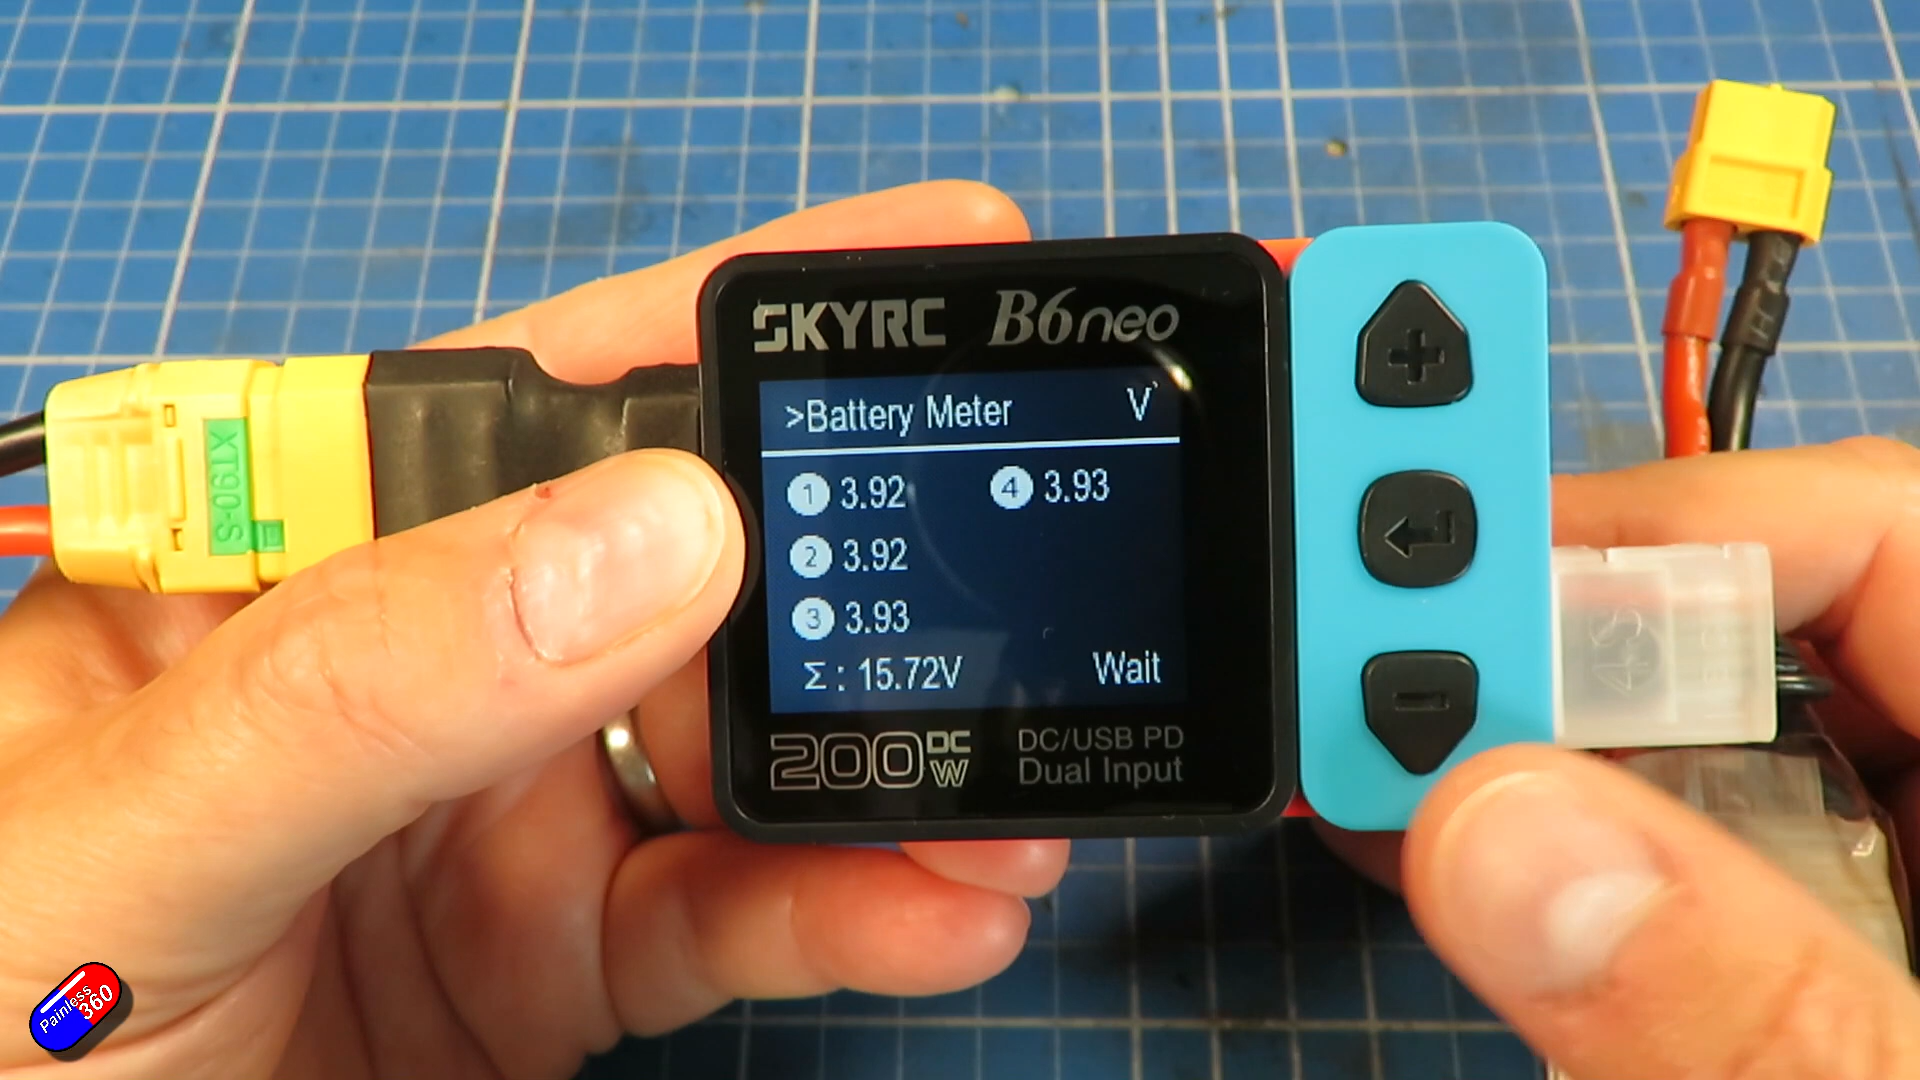 SKYRC B6neo
>Battery Meter V
1 3.92 4 3.93
2 3.92
3 3.93
Σ : 15.72V Wait
200 DC W
DC/USB PD
Dual Input
XT90-S
4S
Painless
360